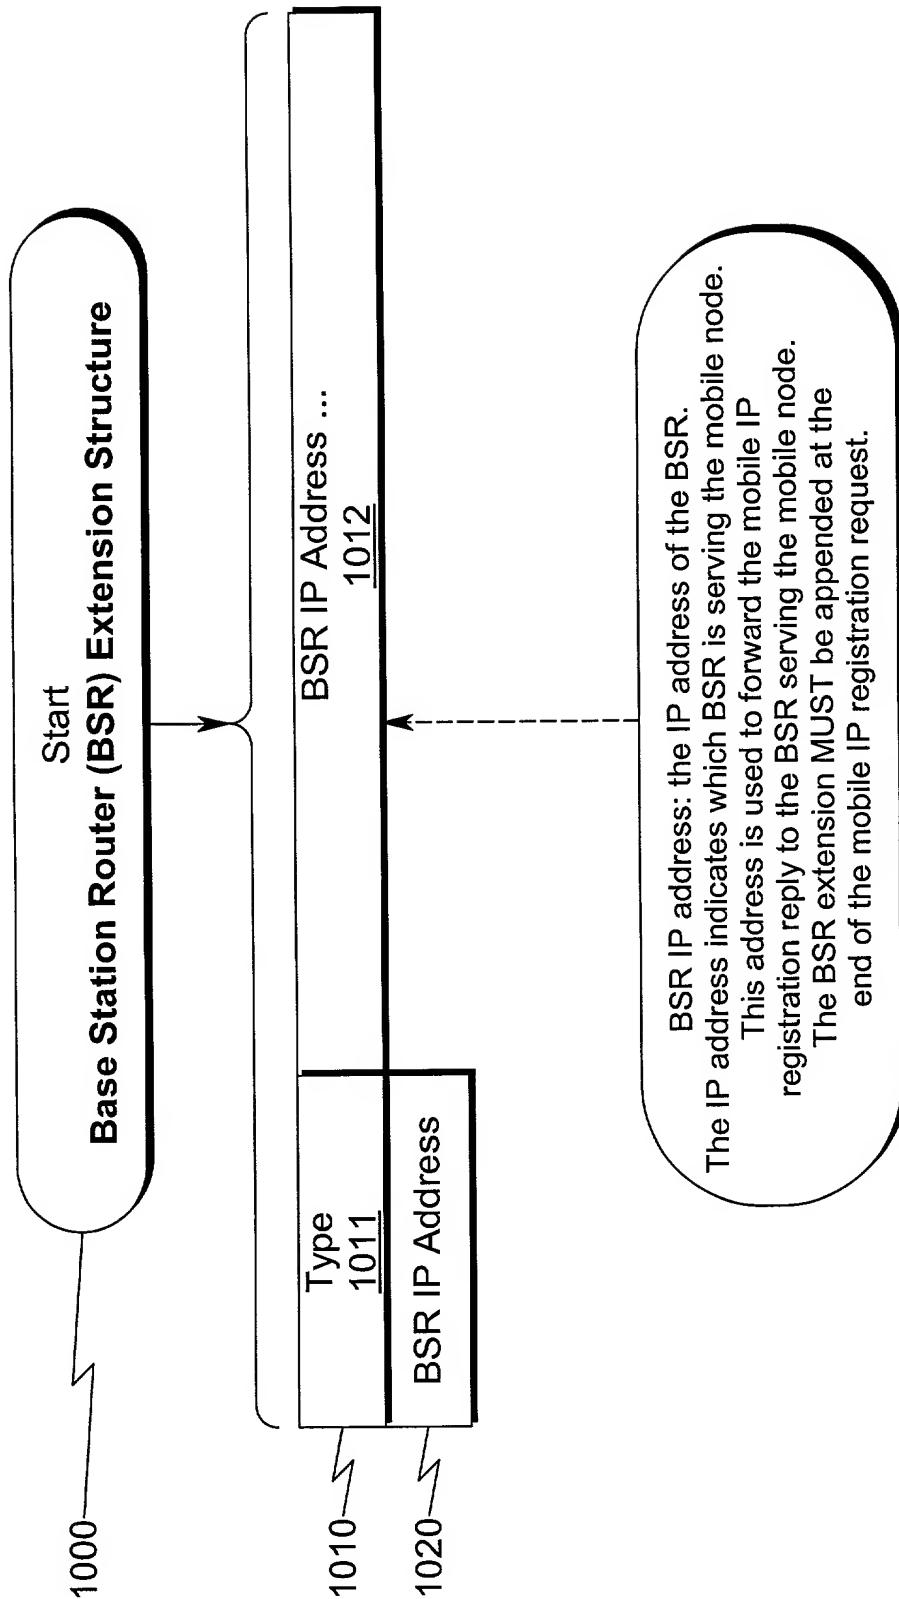 Start
Base Station Router (BSR) Extension Structure
1000
Type
1011
BSR IP Address ...
1012
1010
BSR IP Address
1020
BSR IP address: the IP address of the BSR.
The IP address indicates which BSR is serving the mobile node.
This address is used to forward the mobile IP
registration reply to the BSR serving the mobile node.
The BSR extension MUST be appended at the
end of the mobile IP registration request.